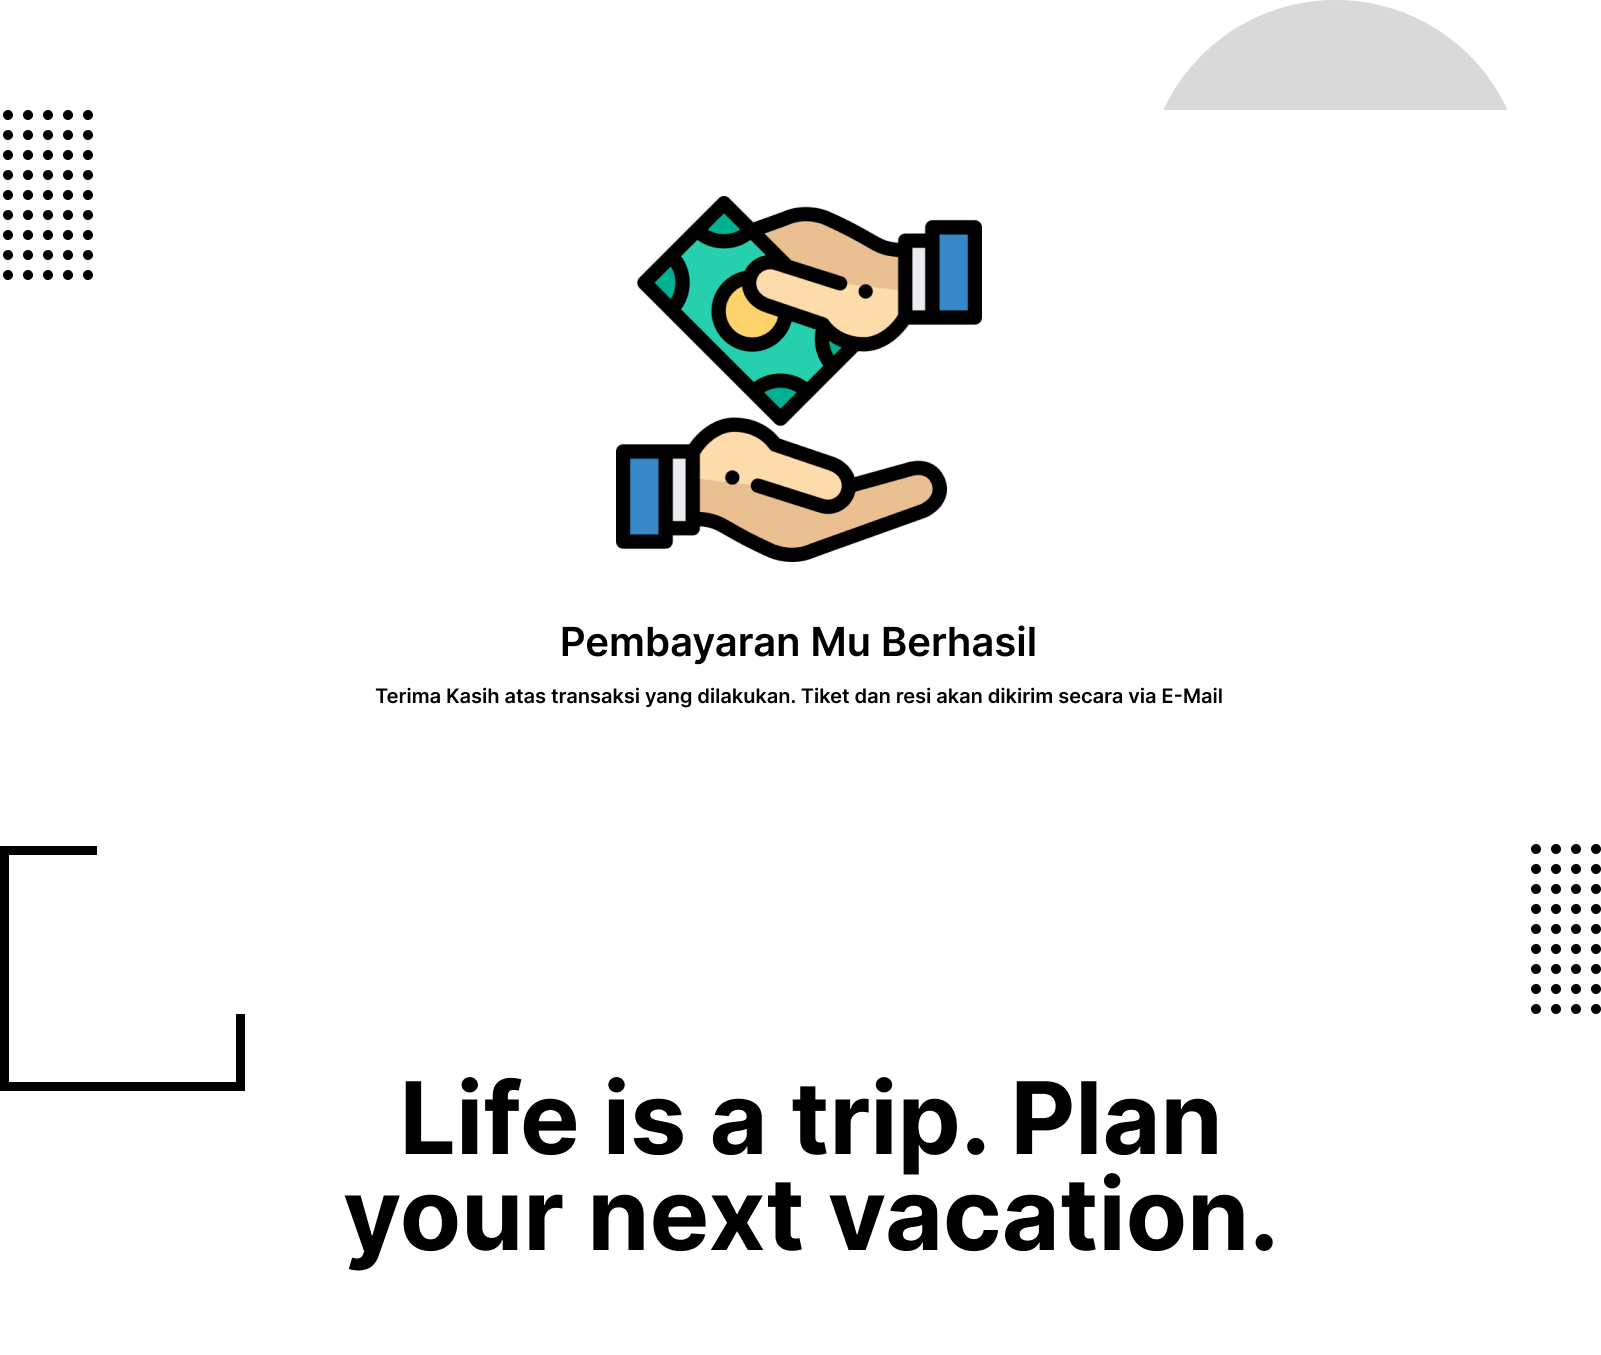 Pembayaran Mu Berhasil
Terima Kasih atas transaksi yang dilakukan. Tiket dan resi akan dikirim secara via E-Mail
Life is a trip. Plan
your next vacation.